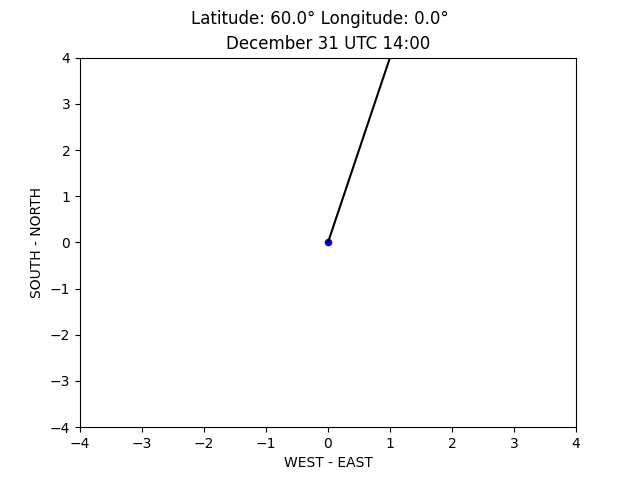 Latitude: 60.0° Longitude: 0.0°
December 31 UTC 14:00
4
3
2
1
0
−1
−2
−3
−4
SOUTH - NORTH
−4 −3 −2 −1 0 1 2 3 4
WEST - EAST